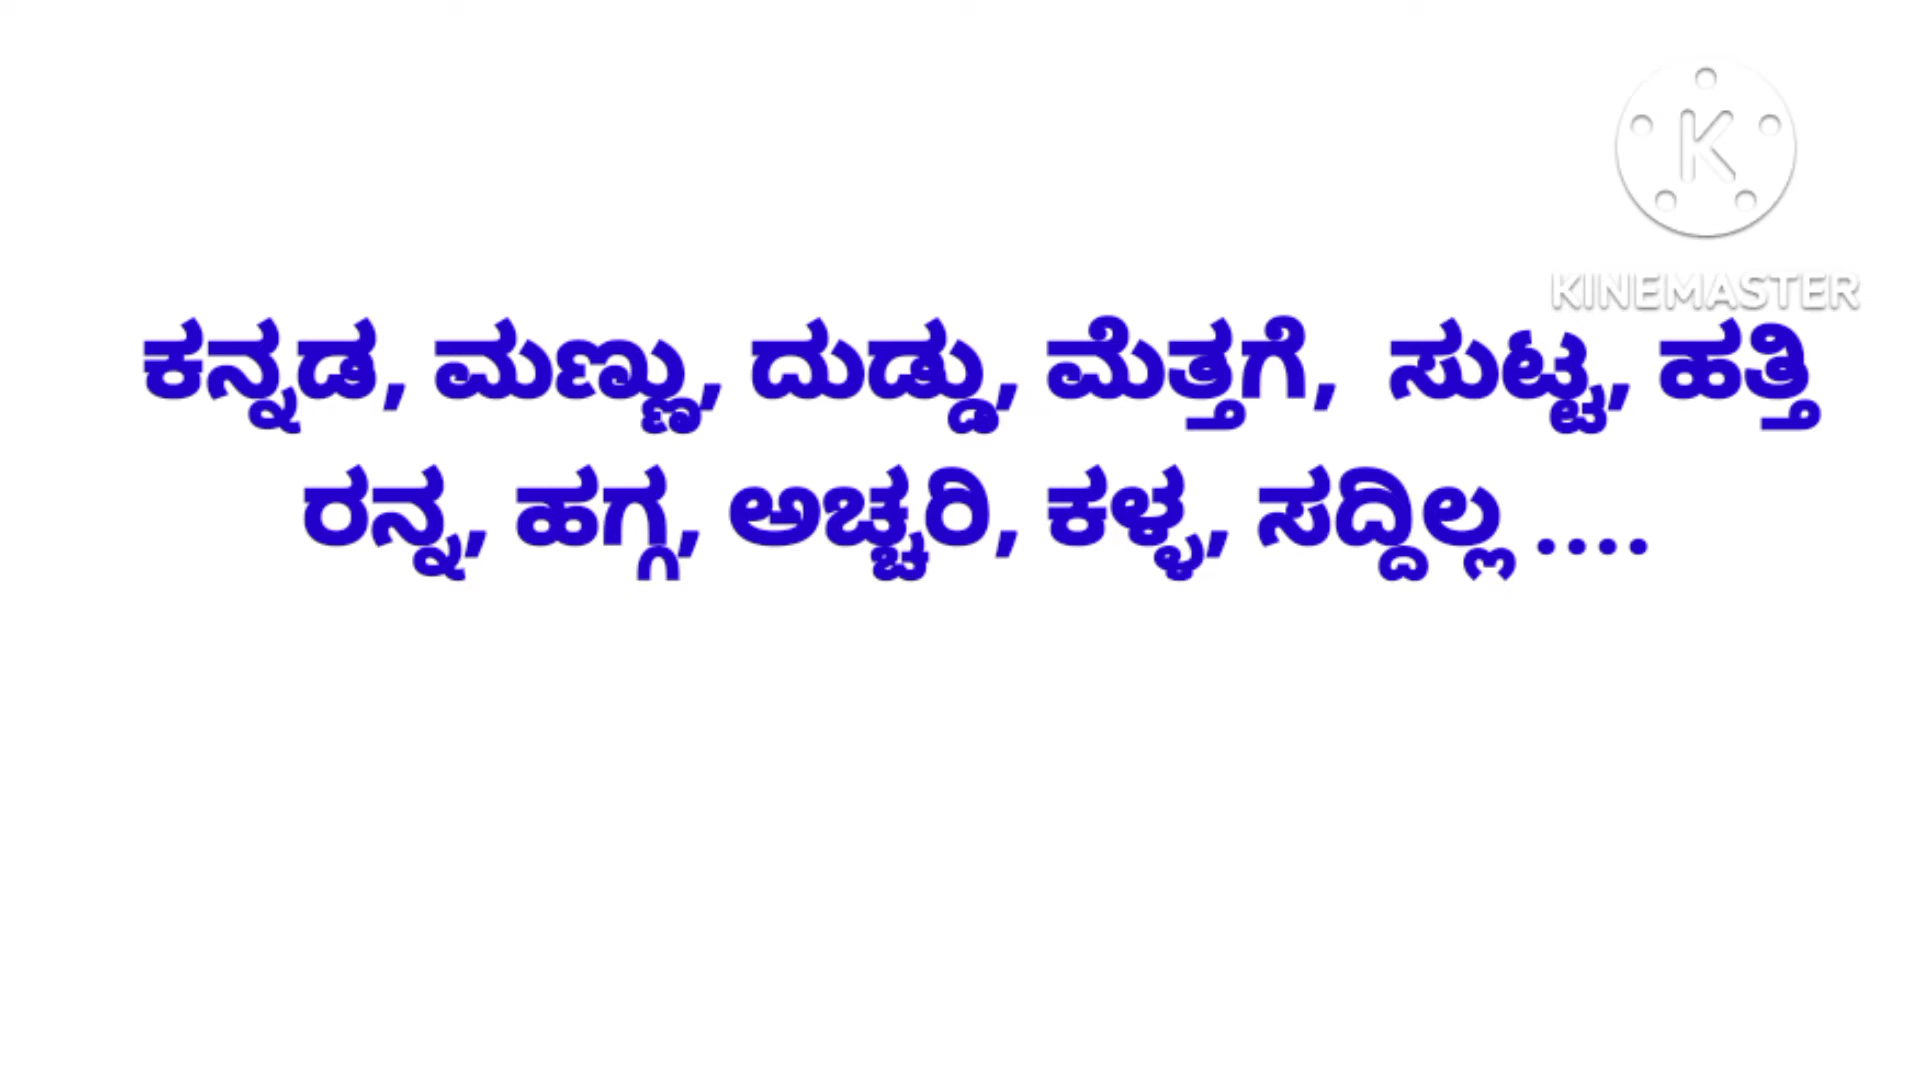 K
KINEMASTER
ಕನ್ನಡ, ಮಣ್ಣು, ದುಡ್ಡು, ಮೆತ್ತಗೆ, ಸುಟ್ಟ, ಹತ್ತಿ
ರನ್ನ, ಹಗ್ಗ, ಅಚ್ಚರಿ, ಕಳ್ಳ, ಸದ್ದಿಲ್ಲ ....